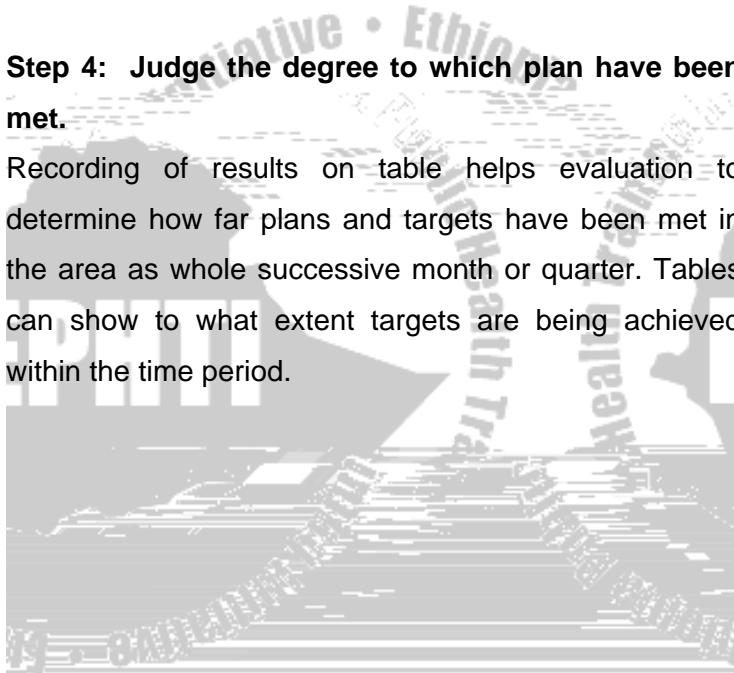 Step 4: Judge the degree to which plan have been
met.
Recording of results on table helps evaluation to
determine how far plans and targets have been met in
the area as whole successive month or quarter. Tables
can show to what extent targets are being achieved
within the time period.
EPHTI